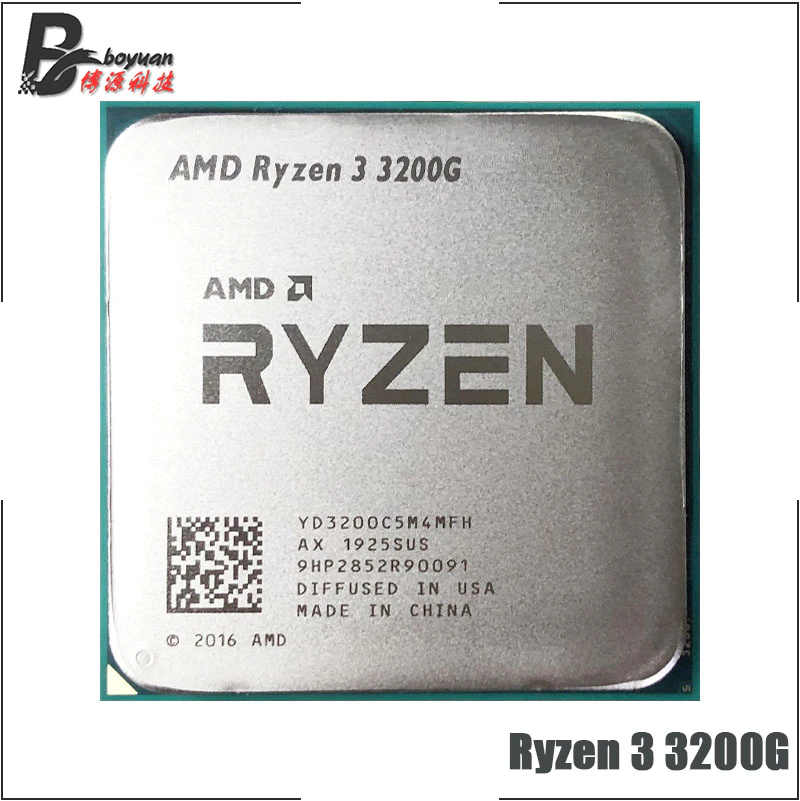 boyuan
博源科技
AMD Ryzen 3 3200G
AMD
RYZEN
YD3200C5M4MFH
AX 1925SUS
9HP2852R90091
DIFFUSED IN USA
MADE IN CHINA
© 2016 AMD
Ryzen 3 3200G